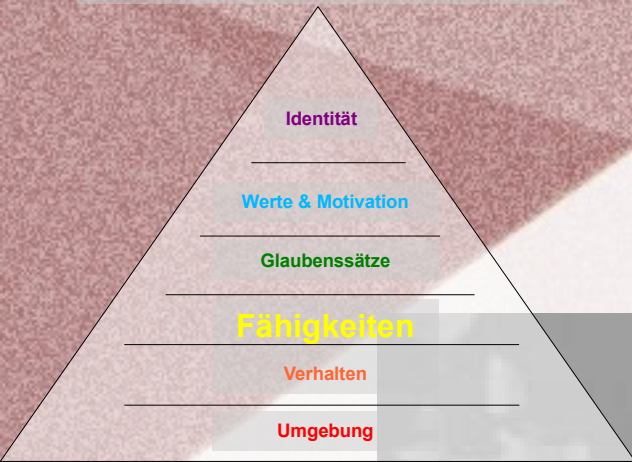 Identität
Werte & Motivation
Glaubenssätze
Fähigkeiten
Verhalten
Umgebung